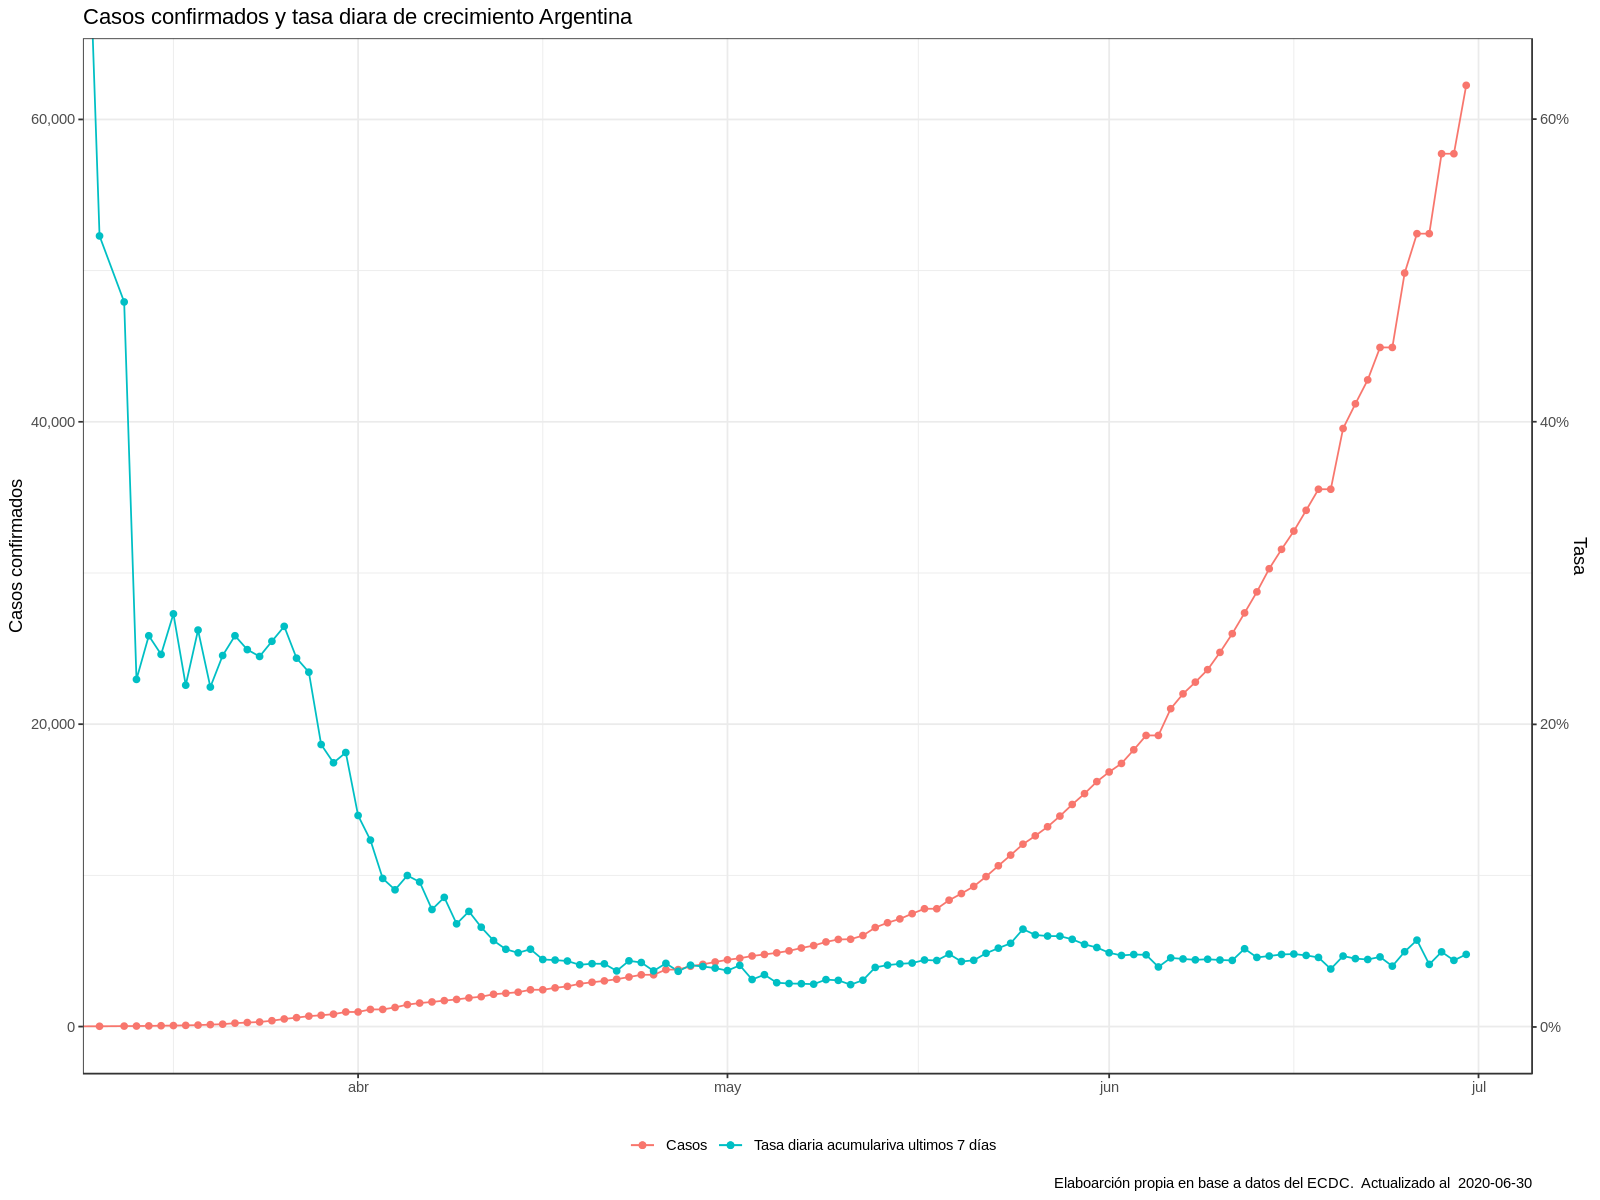 Casos confirmados y tasa diara de crecimiento Argentina
60,000
40,000
20,000
0
Casos confirmados
60%
40%
20%
0%
Tasa
abr
may
jun
jul
Casos
Tasa diaria acumulariva ultimos 7 días
Elaboarción propia en base a datos del ECDC.  Actualizado al  2020-06-30